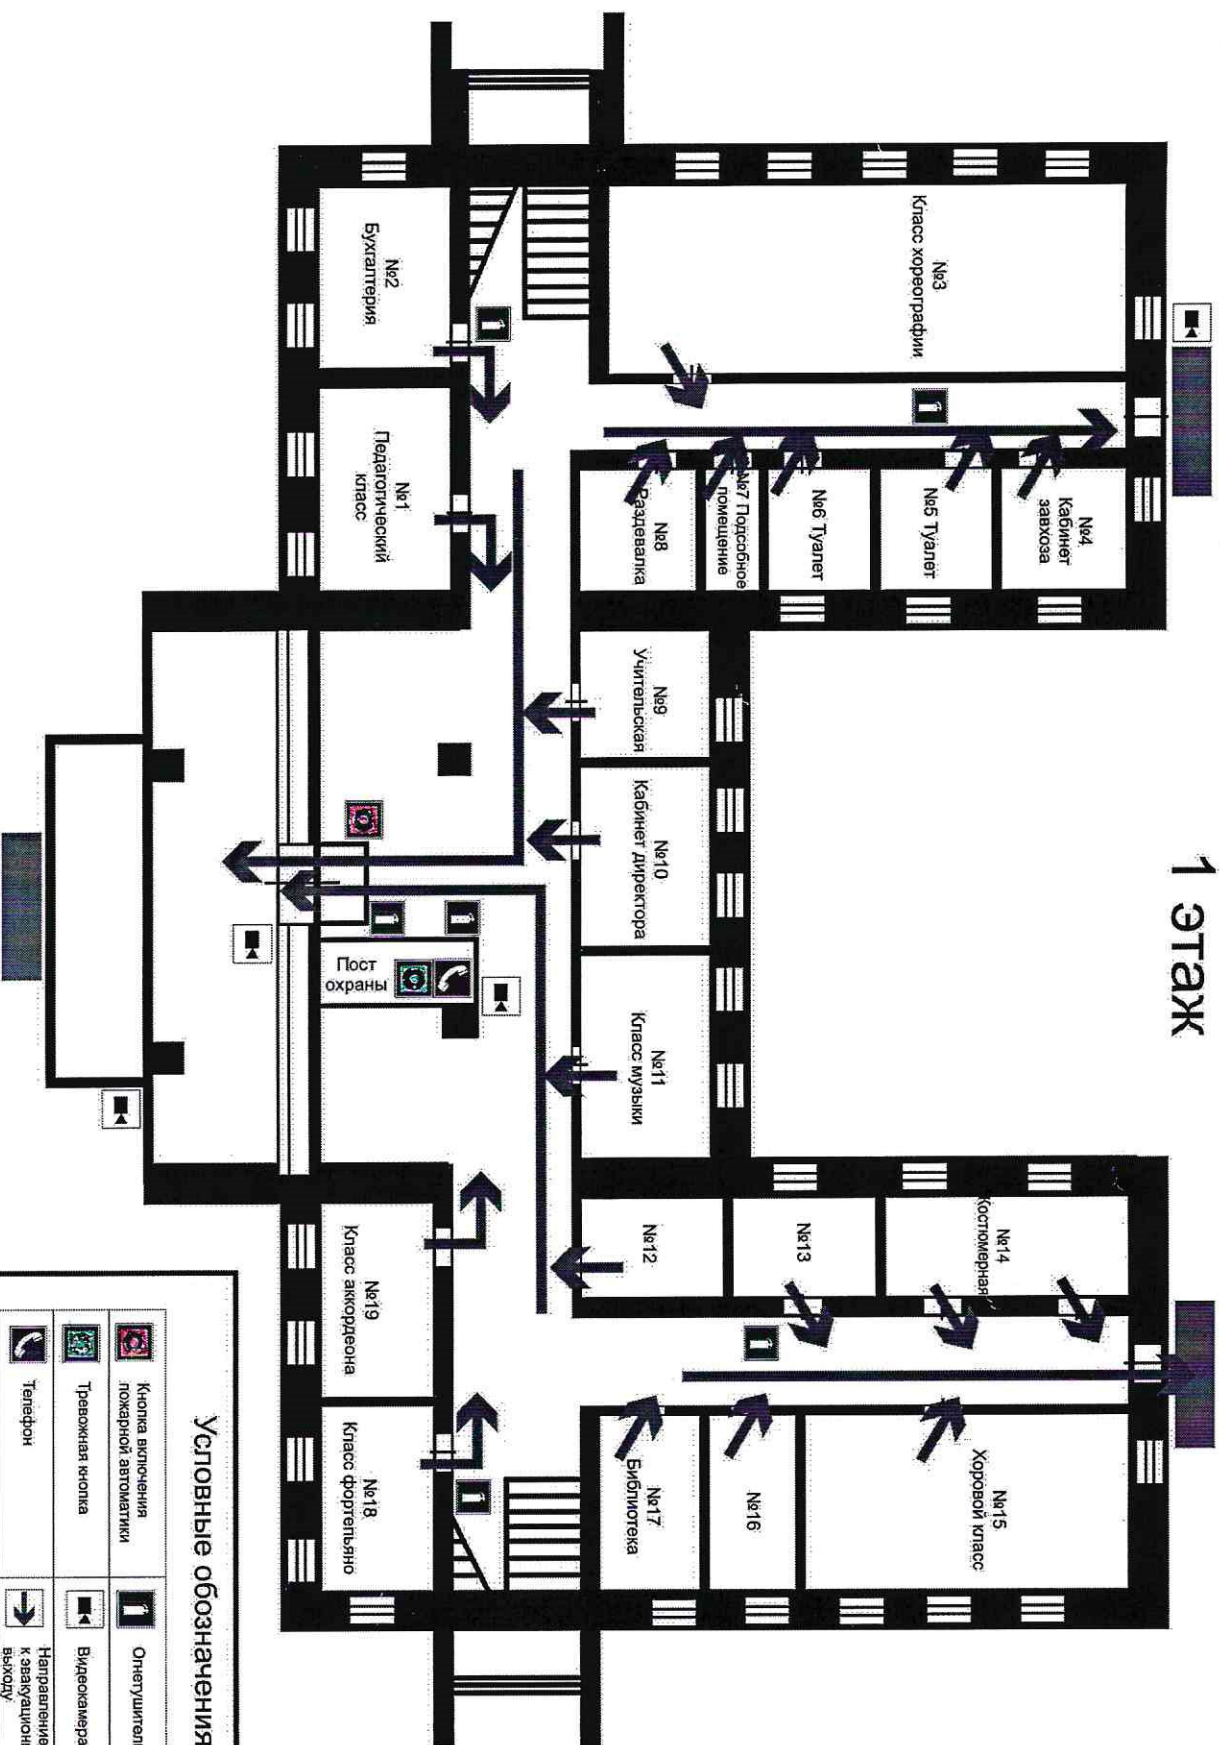 1 этаж
№3
Класс хореографии
№4
Кабинет
завхоза
№5 Туалет
№6 Туалет
№7 Подсобное
помещение
№8
Раздевалка
№9
Учительская
№10
Кабинет директора
№11
Класс музыки
№12
№13
№14
Костюмерная
№15
Хоровой класс
№16
№17
Библиотека
№2
Бухгалтерия
№1
Педагогический
класс
Пост
охраны
№19
Класс аккордеона
№18
Класс фортепьяно
Условные обозначения
Кнопка включения
пожарной автоматики
Огнетушитель
Тревожная кнопка
Видеокамера
Телефон
Направление
к эвакуационн
выходу